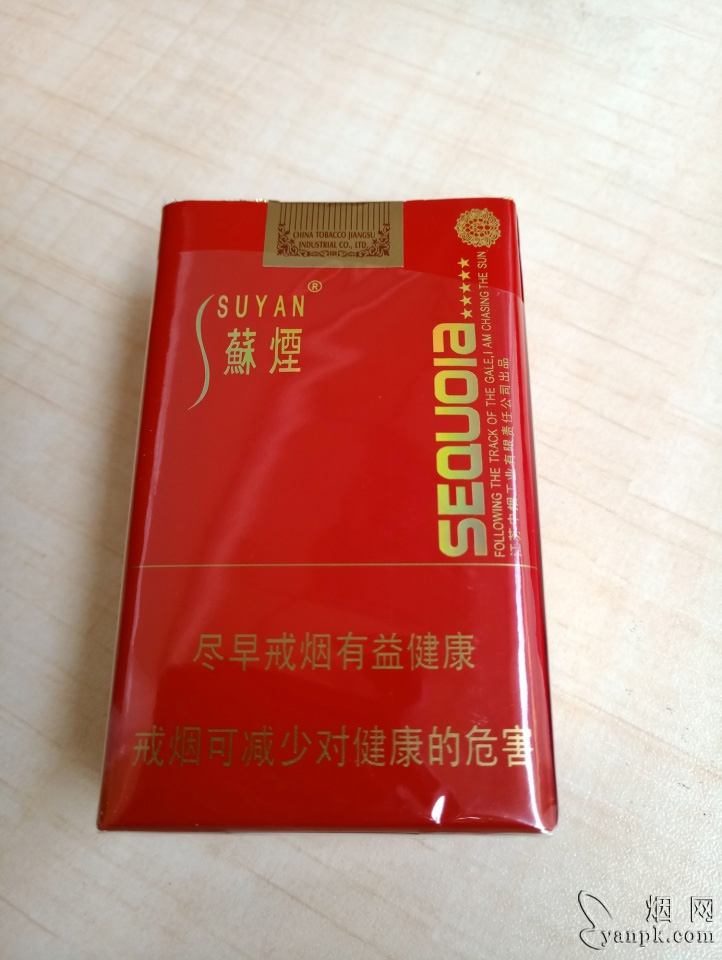 CHINA TOBACCO JIANGSU
INDUSTRIAL CO., LTD.
SUYAN®
蘇煙
SEQUOIA
★★★★★
FOLLOWING THE TRACK OF THE GALE,I AM CHASING THE SUN
江苏中烟工业有限责任公司出品
尽早戒烟有益健康
戒烟可减少对健康的危害
烟网
yanpk.com